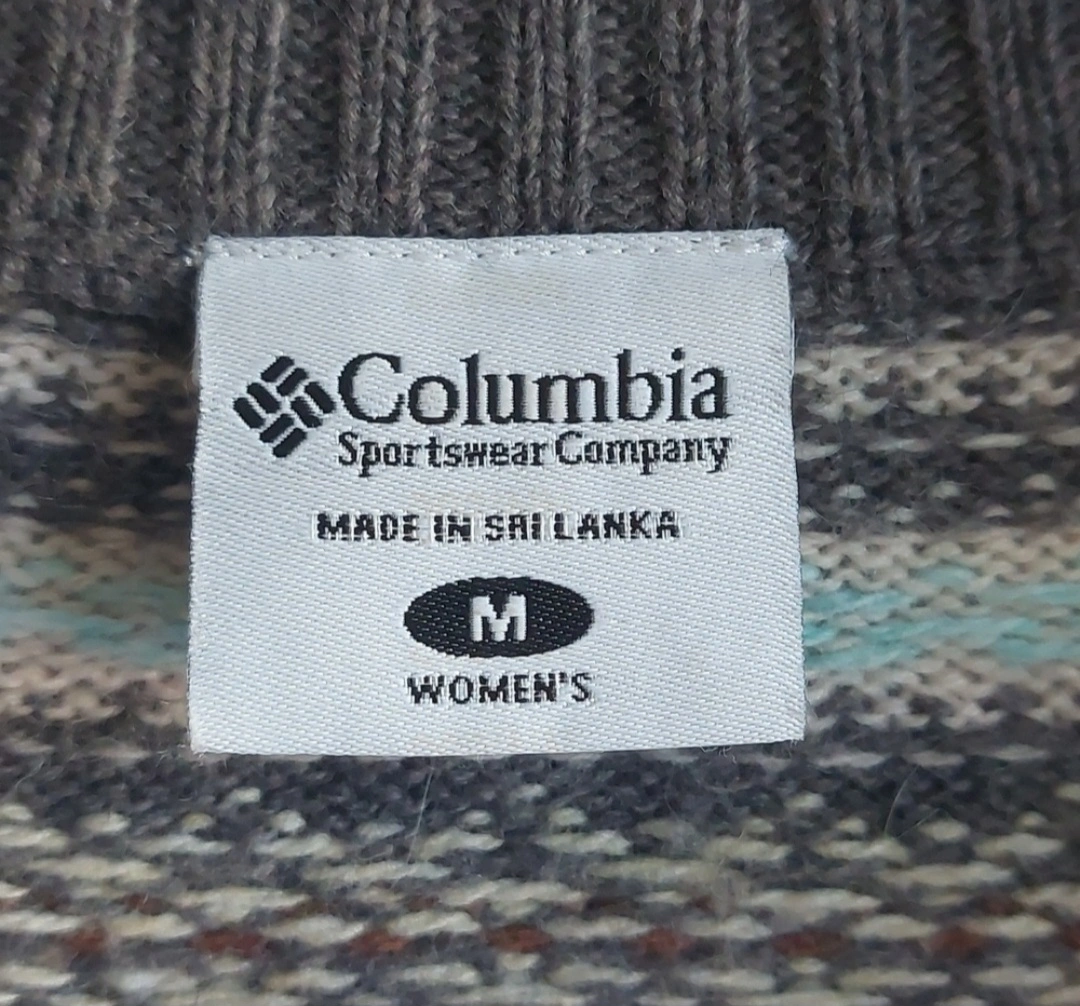 Columbia
Sportswear Company
MADE IN SRI LANKA
M
WOMEN'S